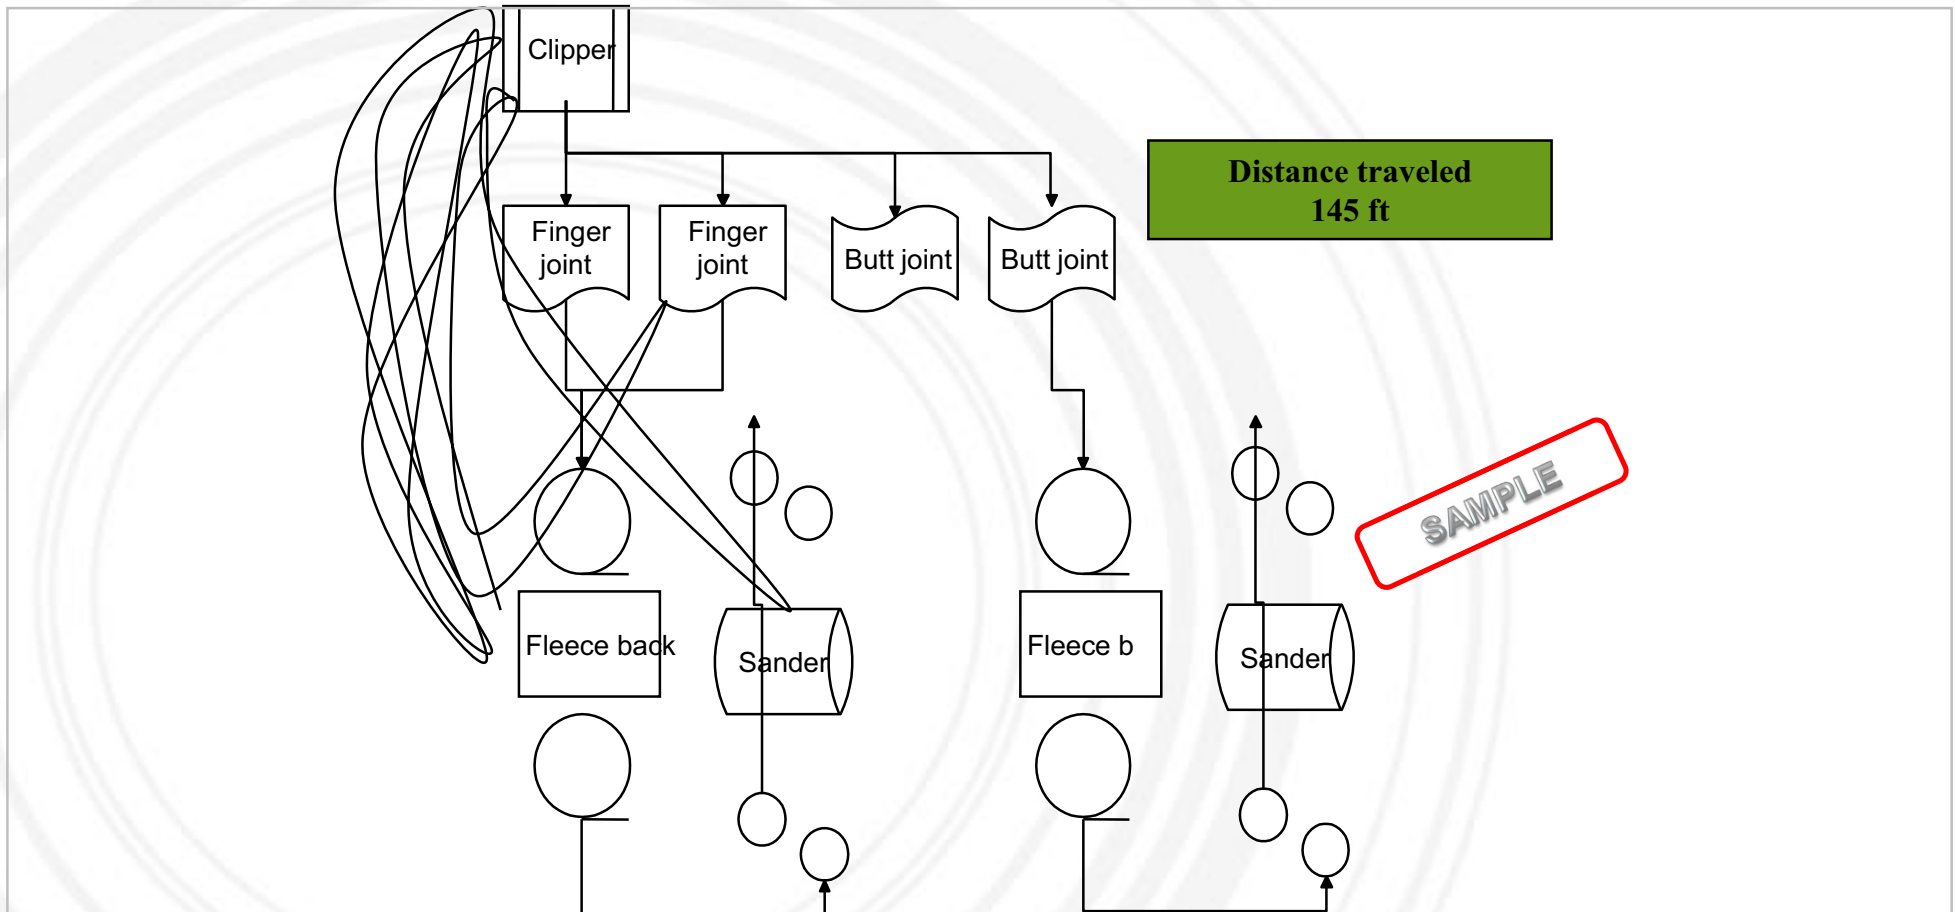 Clipper
Distance traveled
145 ft
Finger
joint
Finger
joint
Butt joint
Butt joint
SAMPLE
Fleece back
Sander
Fleece b
Sander